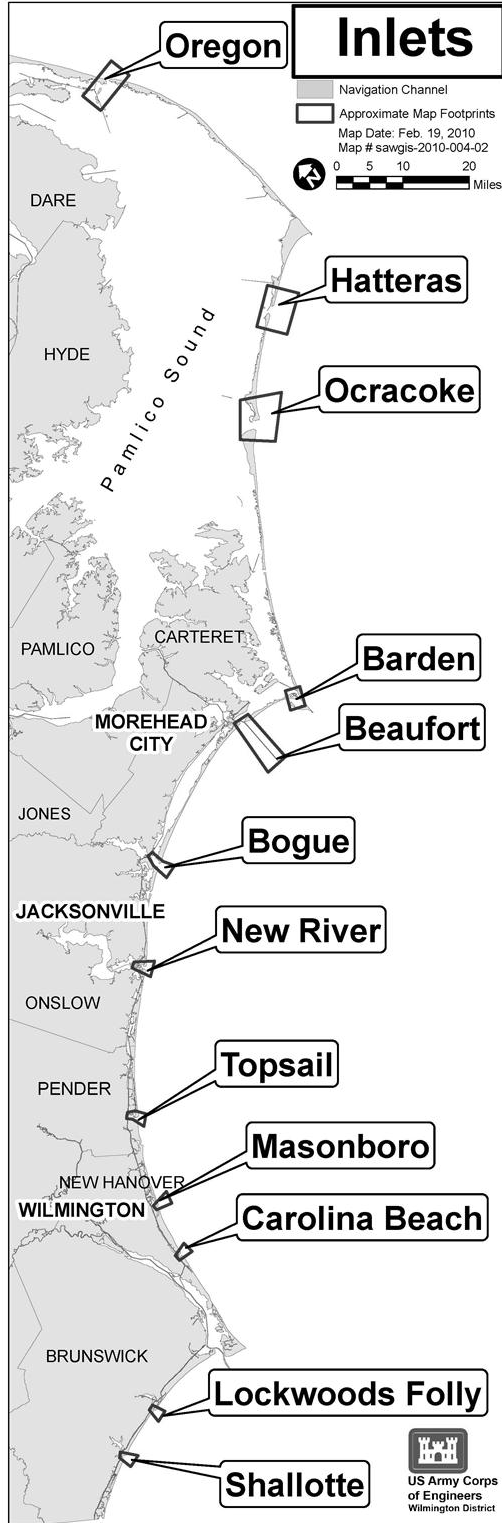 Inlets
Oregon
Navigation Channel
Approximate Map Footprints
Map Date: Feb. 19, 2010
Map # sawgis-2010-004-02
0 5 10 20
Miles
DARE
Hatteras
HYDE
Pamlico Sound
Ocracoke
PAMLICO
CARTERET
Barden
MOREHEAD
CITY
Beaufort
JONES
Bogue
JACKSONVILLE
New River
ONSLOW
Topsail
PENDER
Masonboro
NEW HANOVER
WILMINGTON
Carolina Beach
BRUNSWICK
Lockwoods Folly
Shallotte
US Army Corps
of Engineers
Wilmington District